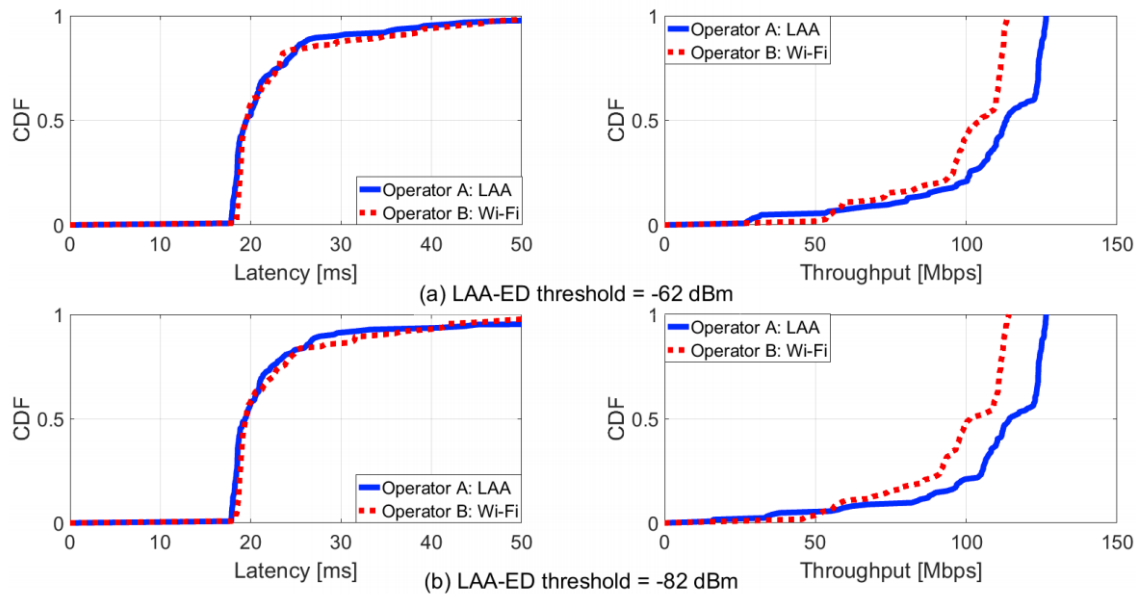 1
0.5
0
CDF
Operator A: LAA
Operator B: Wi-Fi
0 10 20 30 40 50
Latency [ms]
1
0.5
0
CDF
Operator A: LAA
Operator B: Wi-Fi
0 50 100 150
Throughput [Mbps]
(a) LAA-ED threshold = -62 dBm
1
0.5
0
CDF
Operator A: LAA
Operator B: Wi-Fi
0 10 20 30 40 50
Latency [ms]
1
0.5
0
CDF
Operator A: LAA
Operator B: Wi-Fi
0 50 100 150
Throughput [Mbps]
(b) LAA-ED threshold = -82 dBm